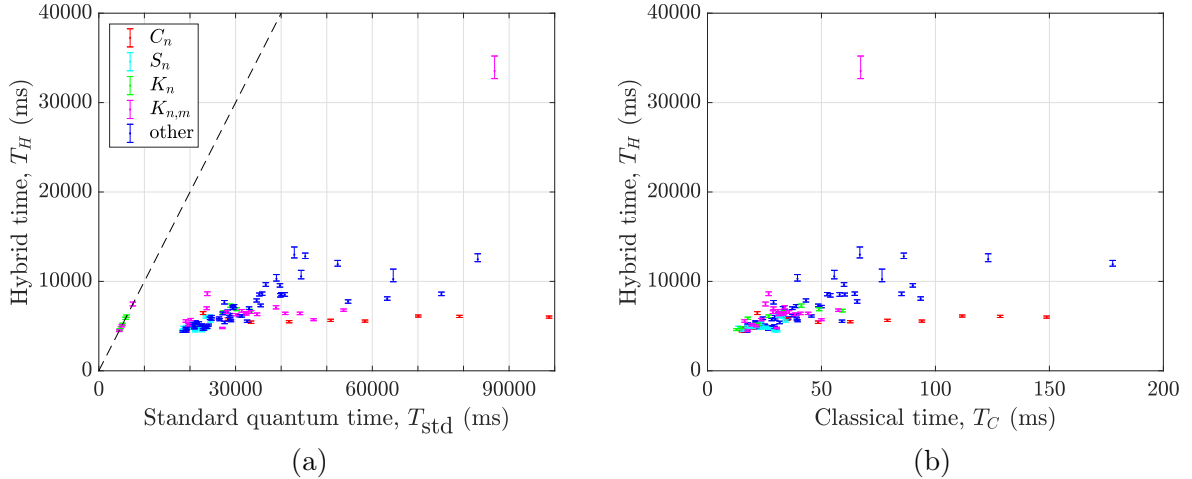 40000
30000
20000
10000
0
Hybrid time, T_H (ms)
C_n
S_n
K_n
K_{n,m}
other
0 30000 60000 90000
Standard quantum time, T_std (ms)
(a)
40000
30000
20000
10000
0
Hybrid time, T_H (ms)
0 50 100 150 200
Classical time, T_C (ms)
(b)